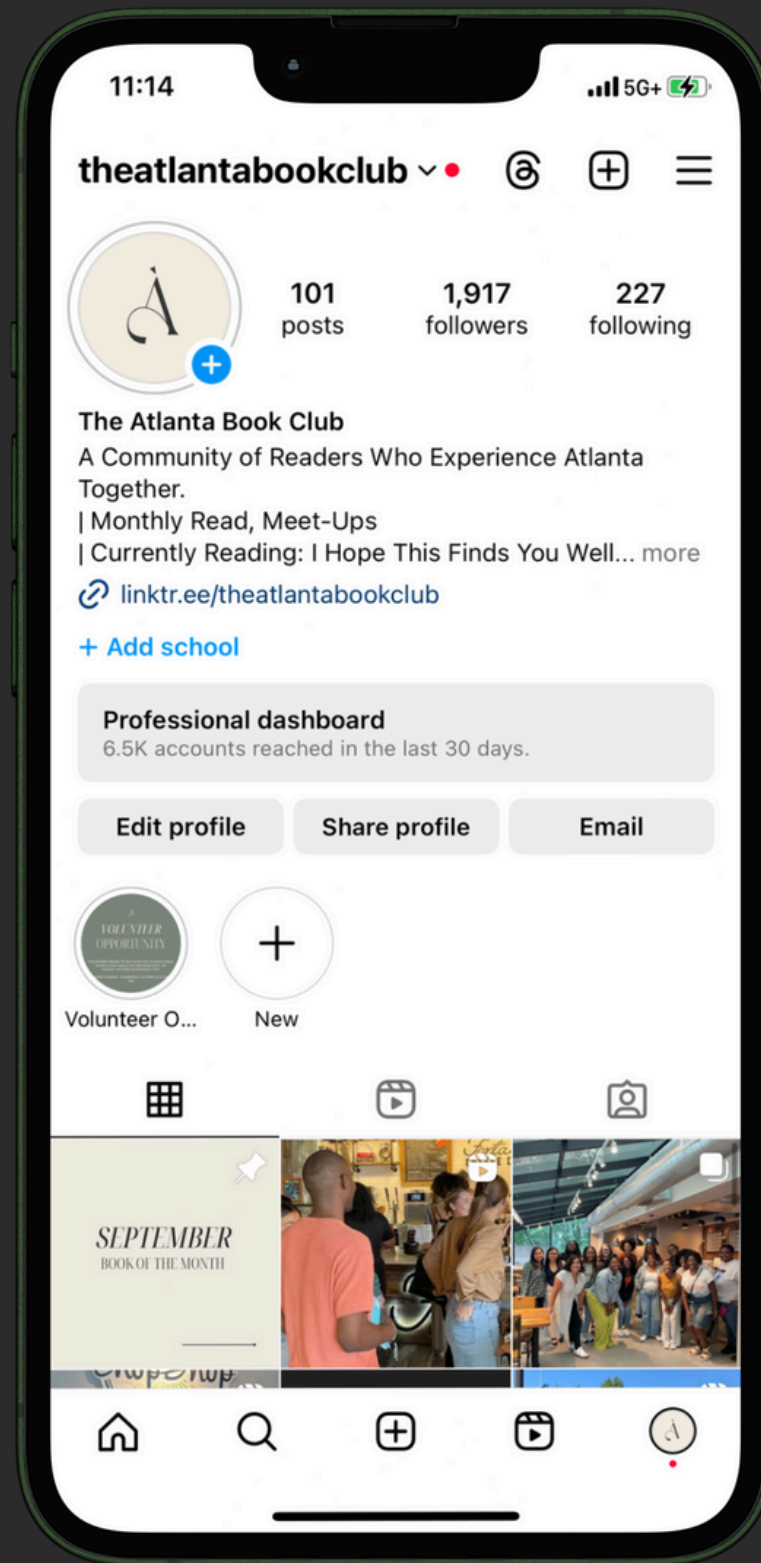 11:14
5G+
theatlantabookclub
A
101
posts
1,917
followers
227
following
The Atlanta Book Club
A Community of Readers Who Experience Atlanta
Together.
| Monthly Read, Meet-Ups
| Currently Reading: I Hope This Finds You Well... more
linktr.ee/theatlantabookclub
+ Add school
Professional dashboard
6.5K accounts reached in the last 30 days.
Edit profile
Share profile
Email
VOLUNTEER
OPPORTUNITY
Volunteer O...
New
SEPTEMBER
BOOK OF THE MONTH